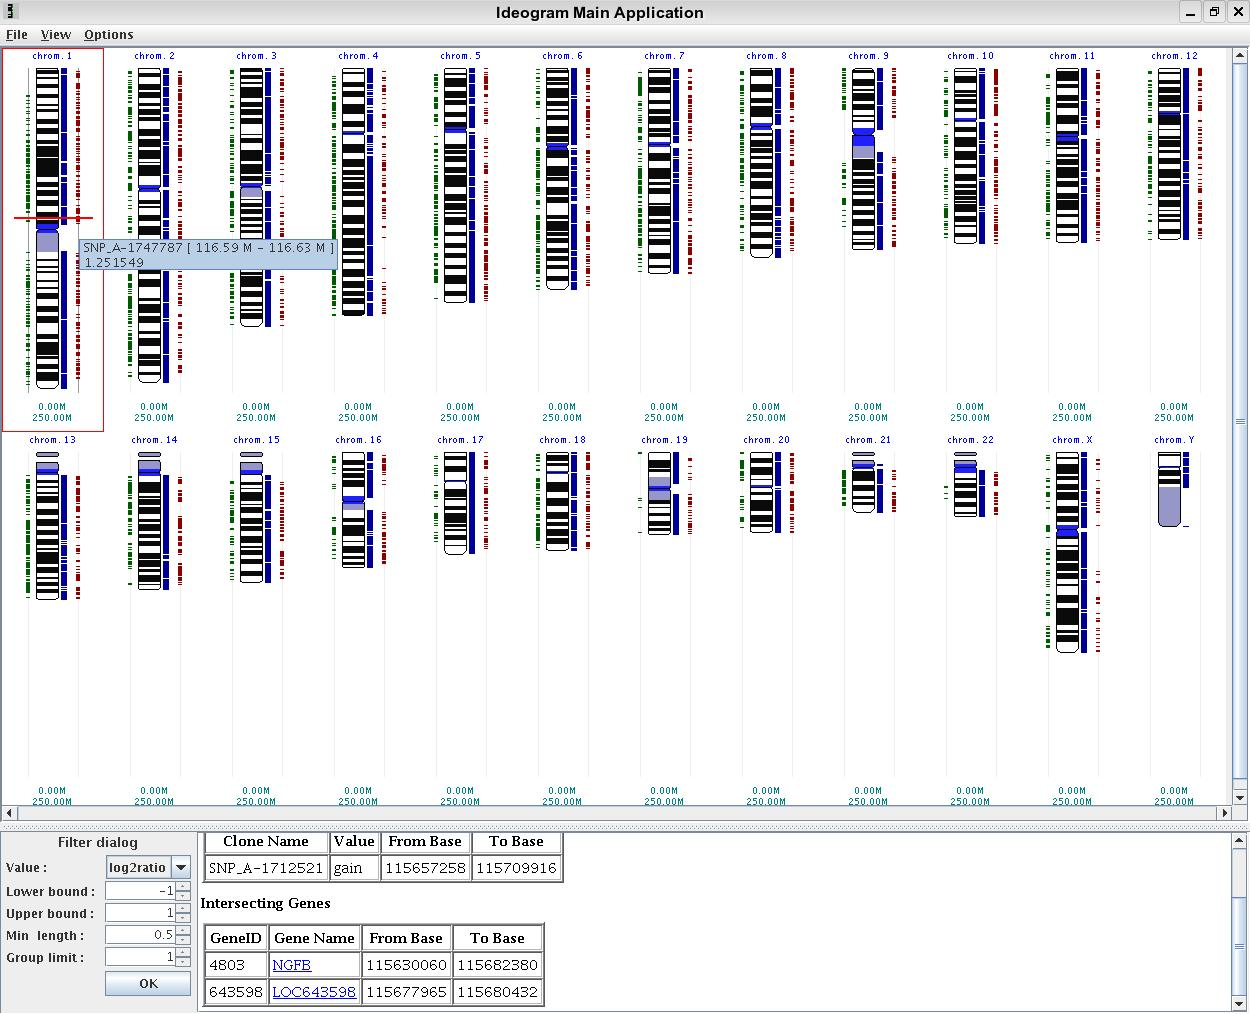 Ideogram Main Application
File View Options
chrom.1 chrom.2 chrom.3 chrom.4 chrom.5 chrom.6 chrom.7 chrom.8 chrom.9 chrom.10 chrom.11 chrom.12
SNP_A-1747787 [ 116.59 M - 116.63 M ]
1.251549
0.00M 0.00M 0.00M 0.00M 0.00M 0.00M 0.00M 0.00M 0.00M 0.00M 0.00M 0.00M
250.00M 250.00M 250.00M 250.00M 250.00M 250.00M 250.00M 250.00M 250.00M 250.00M 250.00M 250.00M
chrom.13 chrom.14 chrom.15 chrom.16 chrom.17 chrom.18 chrom.19 chrom.20 chrom.21 chrom.22 chrom.X chrom.Y
0.00M 0.00M 0.00M 0.00M 0.00M 0.00M 0.00M 0.00M 0.00M 0.00M 0.00M 0.00M
250.00M 250.00M 250.00M 250.00M 250.00M 250.00M 250.00M 250.00M 250.00M 250.00M 250.00M 250.00M
Filter dialog
Value : log2ratio
Lower bound : -1
Upper bound : 1
Min length : 0.5
Group limit : 1
OK
Clone Name Value From Base To Base
SNP_A-1712521 gain 115657258 115709916
Intersecting Genes
GeneID Gene Name From Base To Base
4803 NGFB 115630060 115682380
643598 LOC643598 115677965 115680432